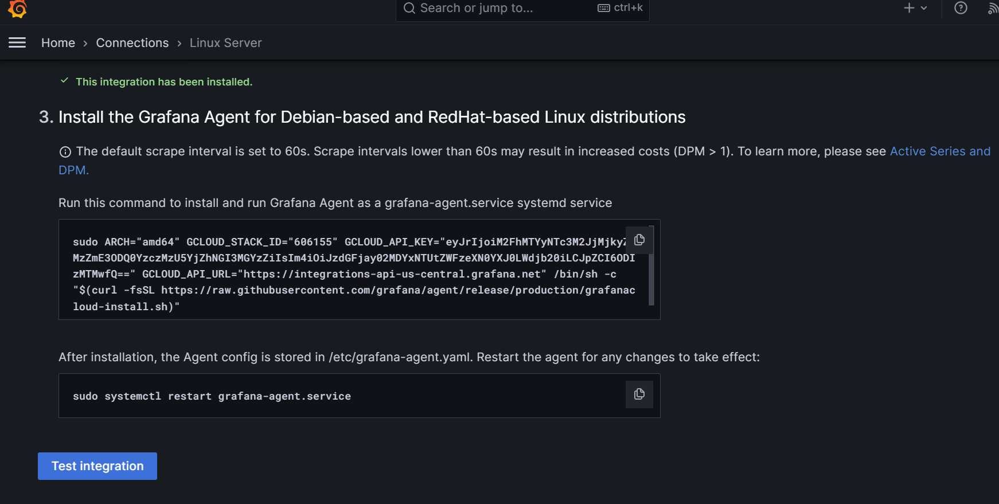 Search or jump to... ctrl+k
Home › Connections › Linux Server
This integration has been installed.
3. Install the Grafana Agent for Debian-based and RedHat-based Linux distributions
The default scrape interval is set to 60s. Scrape intervals lower than 60s may result in increased costs (DPM > 1). To learn more, please see Active Series and
DPM.
Run this command to install and run Grafana Agent as a grafana-agent.service systemd service
sudo ARCH="amd64" GCLOUD_STACK_ID="606155" GCLOUD_API_KEY="eyJrIjoiM2FhMTYyNTc3M2JjMjkyZ
MzZmE3ODQ0YzczMzU5YjZhNGI3MGYzZiIsIm4iOiJzdGFjay02MDYxNTUtZWFzeXN0YXJ0LWdjb20iLCJpZCI6ODI
zMTMwfQ==" GCLOUD_API_URL="https://integrations-api-us-central.grafana.net" /bin/sh -c
"$(curl -fsSL https://raw.githubusercontent.com/grafana/agent/release/production/grafanac
loud-install.sh)"
After installation, the Agent config is stored in /etc/grafana-agent.yaml. Restart the agent for any changes to take effect:
sudo systemctl restart grafana-agent.service
Test integration